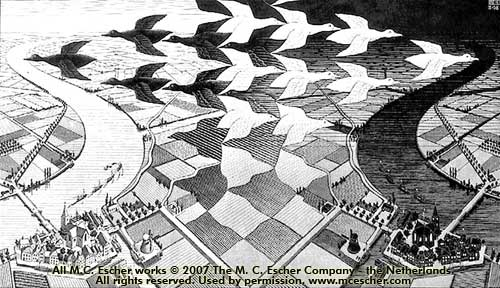 All M.C. Escher works © 2007 The M. C. Escher Company - the Netherlands.
All rights reserved. Used by permission. www.mcescher.com